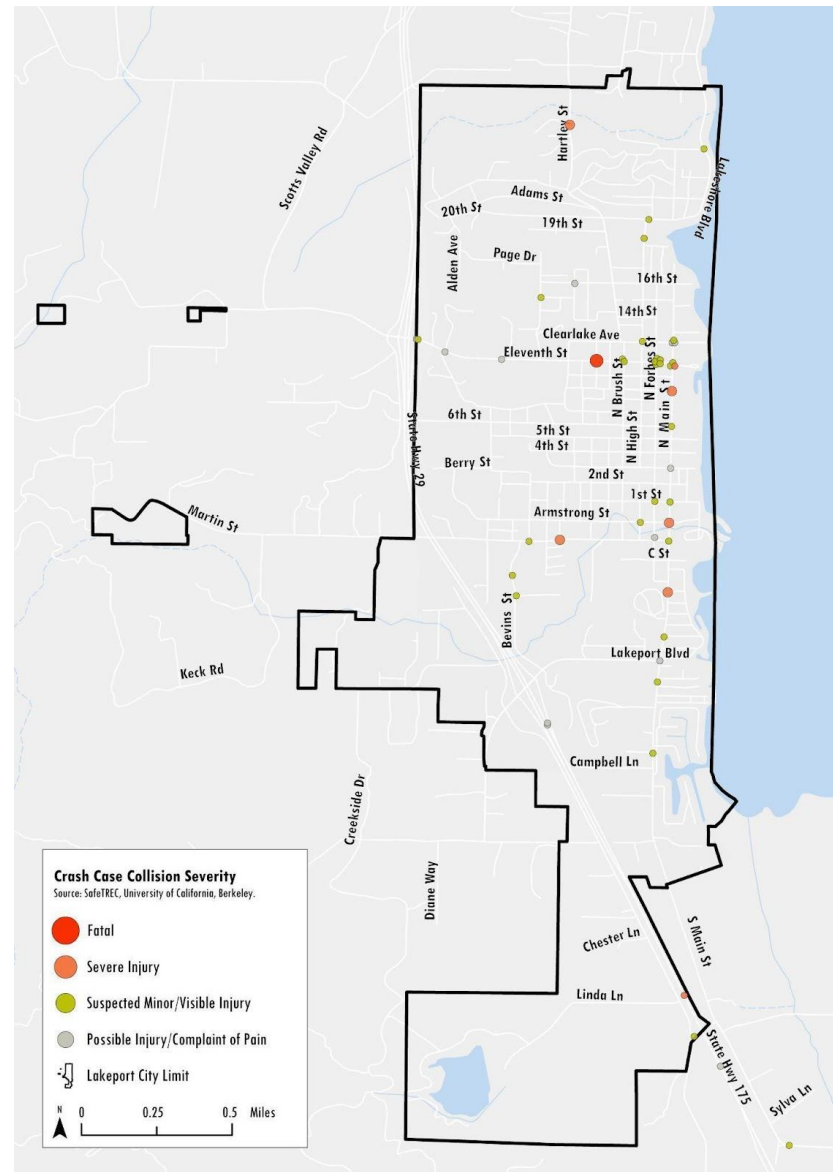 Scotts Valley Rd
Hartley St
Lakeshore Blvd
Adams St
20th St
19th St
Alden Ave
Page Dr
16th St
14th St
Clearlake Ave
Eleventh St
N Brush St
N Forbes St
N Main St
N High St
6th St
5th St
4th St
State Hwy 29
Berry St
2nd St
1st St
Martin St
Armstrong St
C St
Bevins St
Lakeport Blvd
Keck Rd
Campbell Ln
Creekside Dr
Diane Way
Chester Ln
S Main St
Linda Ln
State Hwy 175
Sylva Ln
Crash Case Collision Severity
Source: SafeTREC, University of California, Berkeley.
Fatal
Severe Injury
Suspected Minor/Visible Injury
Possible Injury/Complaint of Pain
Lakeport City Limit
N 0 0.25 0.5 Miles